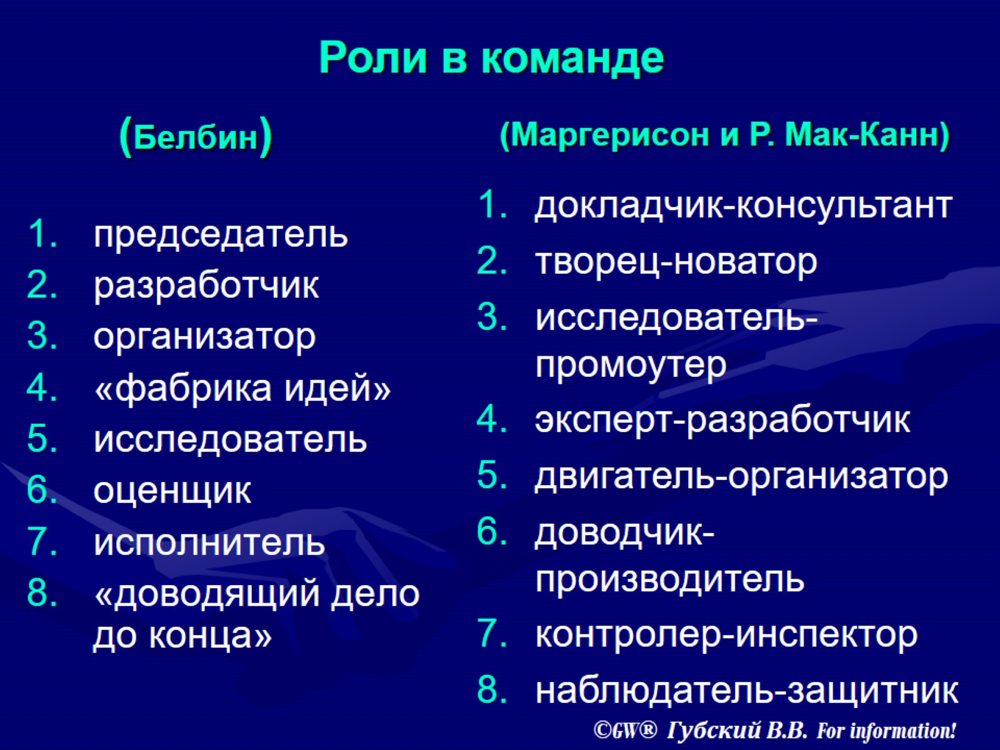 Роли в команде
(Белбин)
1. председатель
2. разработчик
3. организатор
4. «фабрика идей»
5. исследователь
6. оценщик
7. исполнитель
8. «доводящий дело
до конца»
(Маргерисон и Р. Мак-Канн)
1. докладчик-консультант
2. творец-новатор
3. исследователь-
промоутер
4. эксперт-разработчик
5. двигатель-организатор
6. доводчик-
производитель
7. контролер-инспектор
8. наблюдатель-защитник
©GW® Губский В.В. For information!